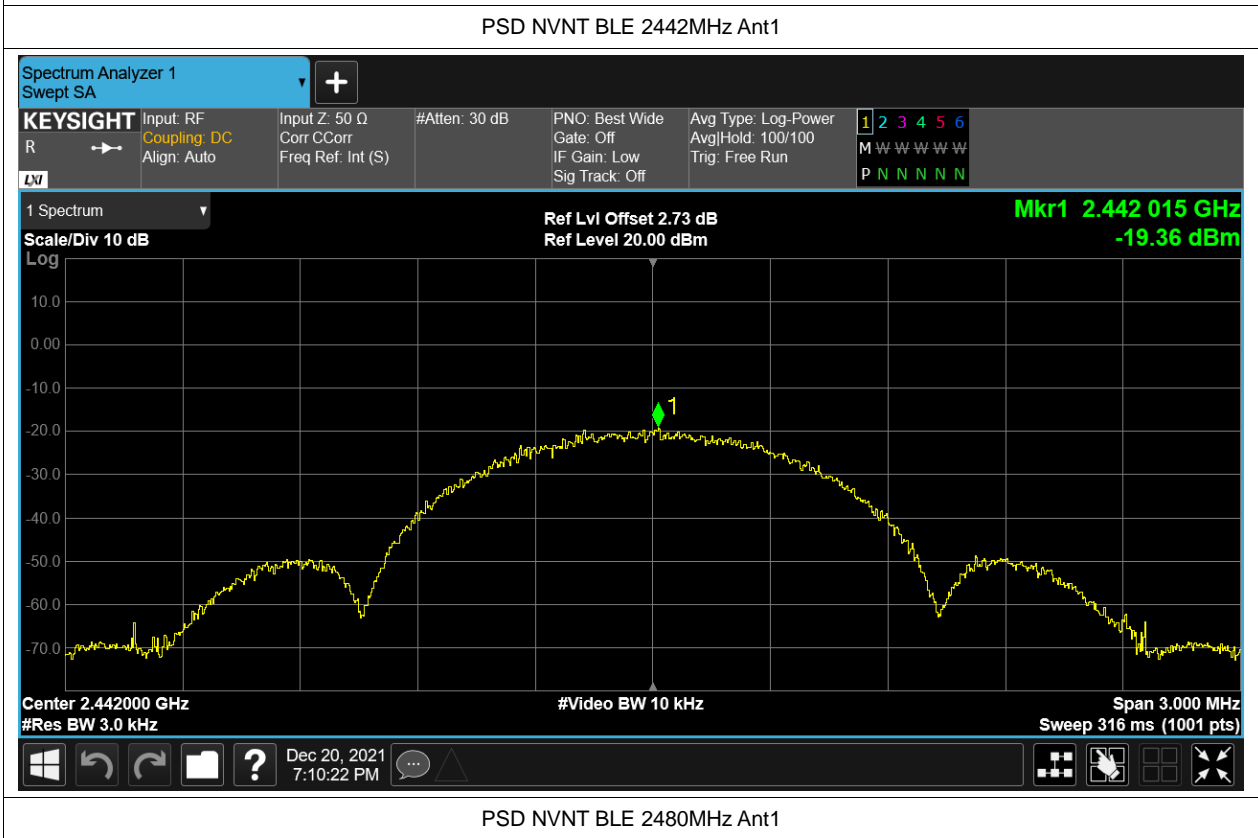 PSD NVNT BLE 2442MHz Ant1
Spectrum Analyzer 1
Swept SA
KEYSIGHT
R
LXI
Input: RF
Coupling: DC
Align: Auto
Input Z: 50 Ω
Corr CCorr
Freq Ref: Int (S)
#Atten: 30 dB
PNO: Best Wide
Gate: Off
IF Gain: Low
Sig Track: Off
Avg Type: Log-Power
Avg|Hold: 100/100
Trig: Free Run
1 2 3 4 5 6
M W W W W W W
P N N N N N
1 Spectrum
Scale/Div 10 dB
Ref Lvl Offset 2.73 dB
Ref Level 20.00 dBm
Mkr1 2.442 015 GHz
-19.36 dBm
Log
10.0
0.00
-10.0
1
-20.0
-30.0
-40.0
-50.0
-60.0
-70.0
Center 2.442000 GHz
#Video BW 10 kHz
Span 3.000 MHz
#Res BW 3.0 kHz
Sweep 316 ms (1001 pts)
?
Dec 20, 2021
7:10:22 PM
PSD NVNT BLE 2480MHz Ant1